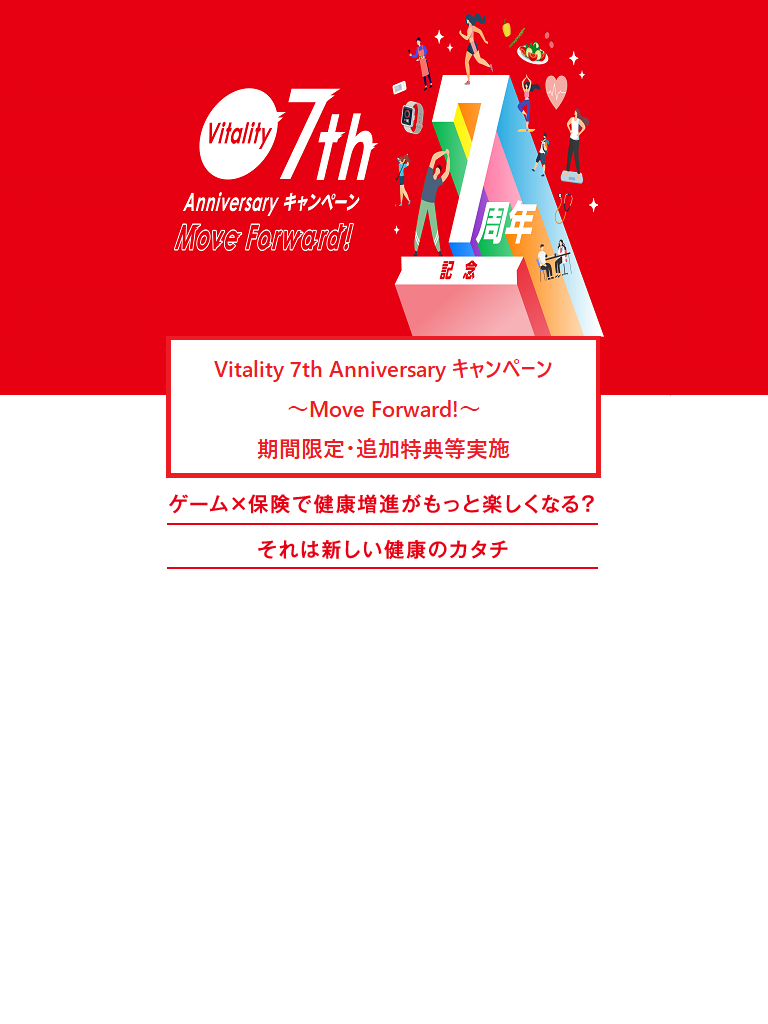 Vitality 7th
Anniversary キャンペーン
Move Forward!
7
周年
記念
Vitality 7th Anniversary キャンペーン
～Move Forward!～
期間限定・追加特典等実施
ゲーム×保険で健康増進がもっと楽しくなる?
それは新しい健康のカタチ